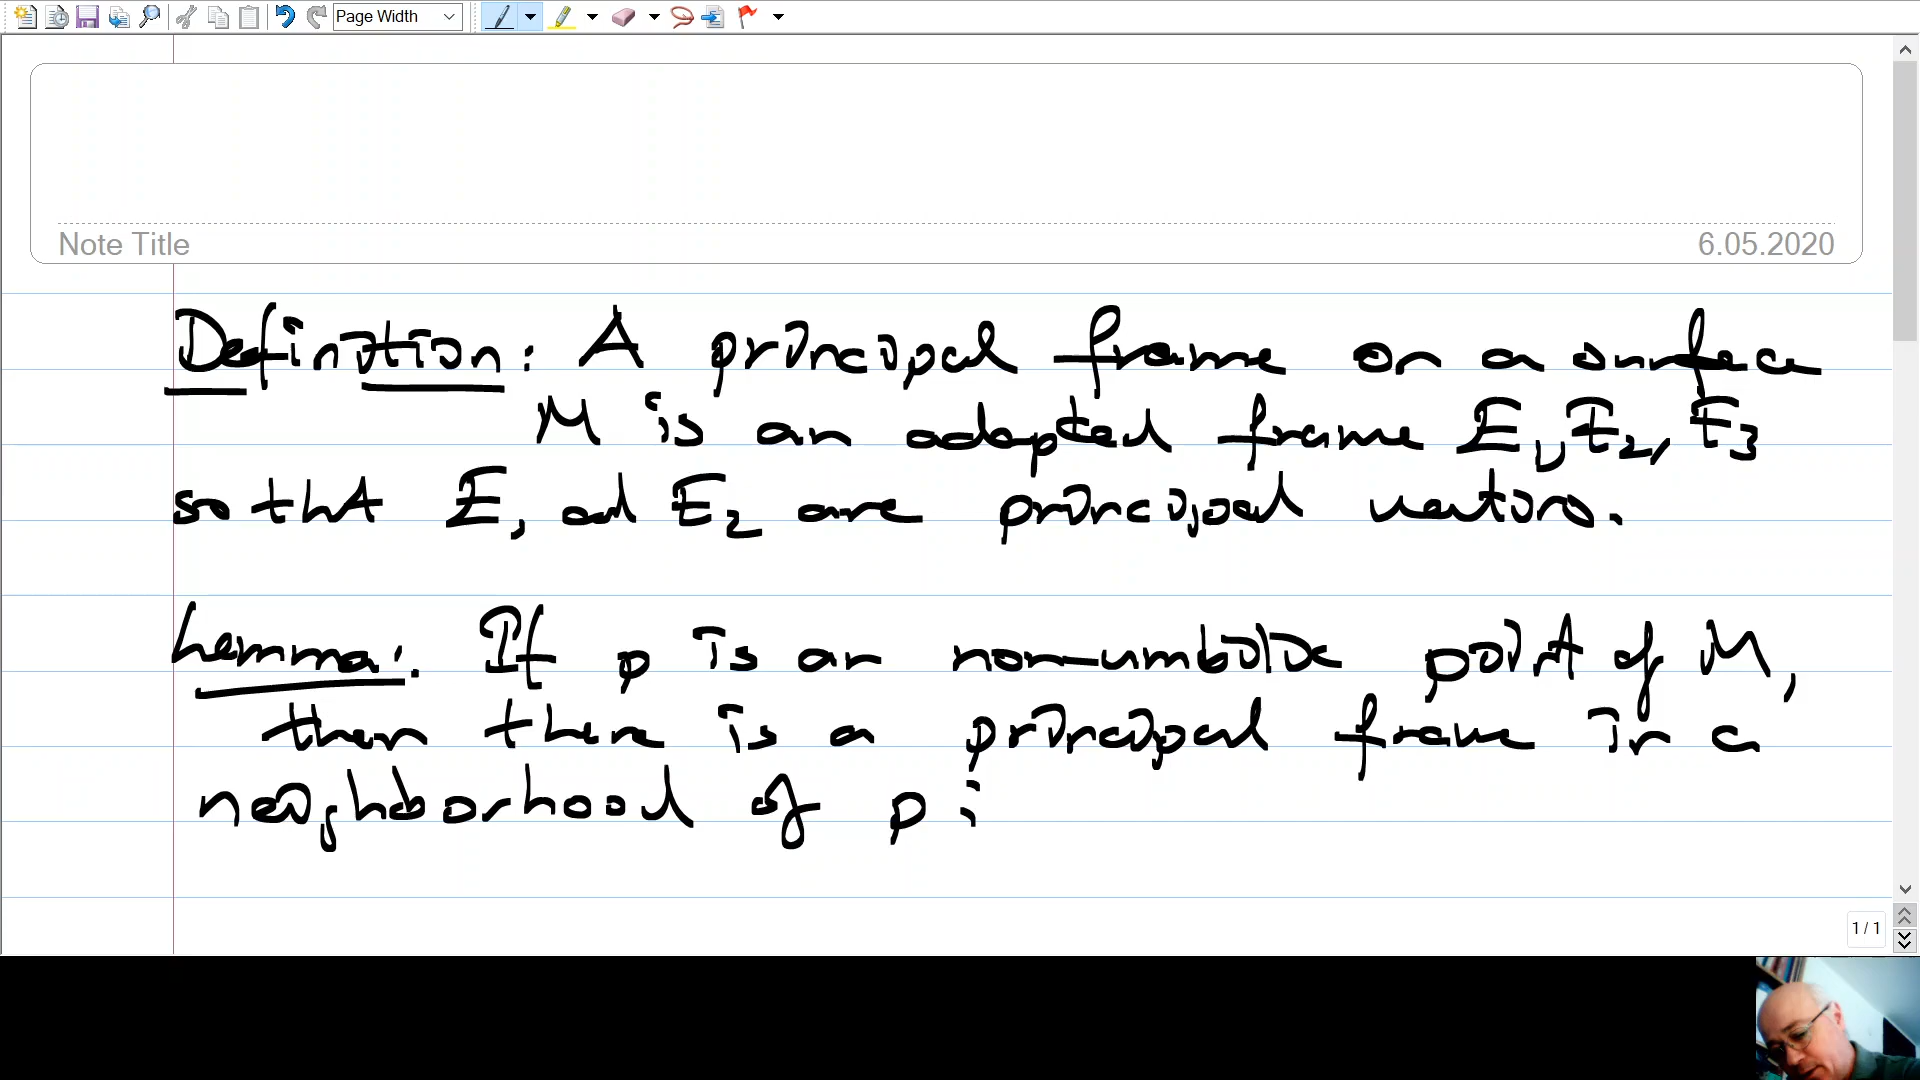 Page Width
Note Title
6.05.2020
Definition: A principal frame on a surface
M is an adapted frame E1, E2, E3
so that E1 and E2 are principal vectors.
Lemma: If p is an non-umbilic point of M,
then there is a principal frame in a
neighborhood of p i
1 / 1